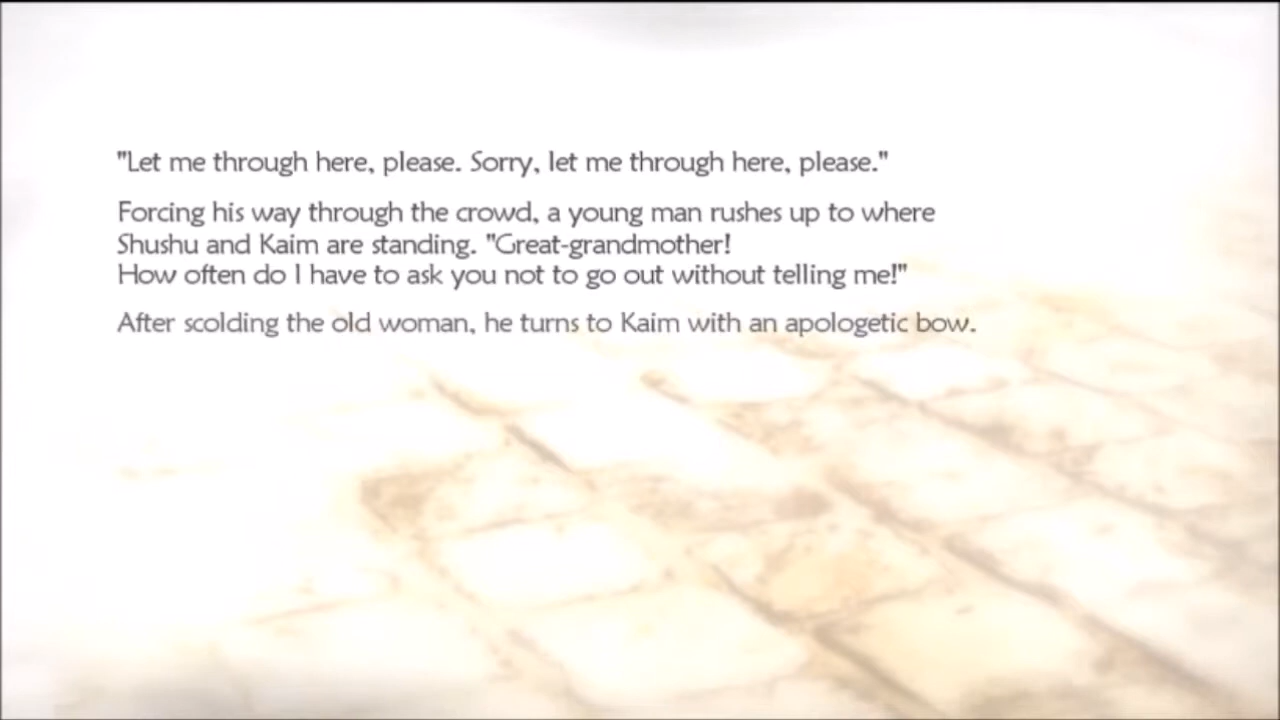 "Let me through here, please. Sorry, let me through here, please."
Forcing his way through the crowd, a young man rushes up to where
Shushu and Kaim are standing. "Great-grandmother!
How often do I have to ask you not to go out without telling me!"
After scolding the old woman, he turns to Kaim with an apologetic bow.